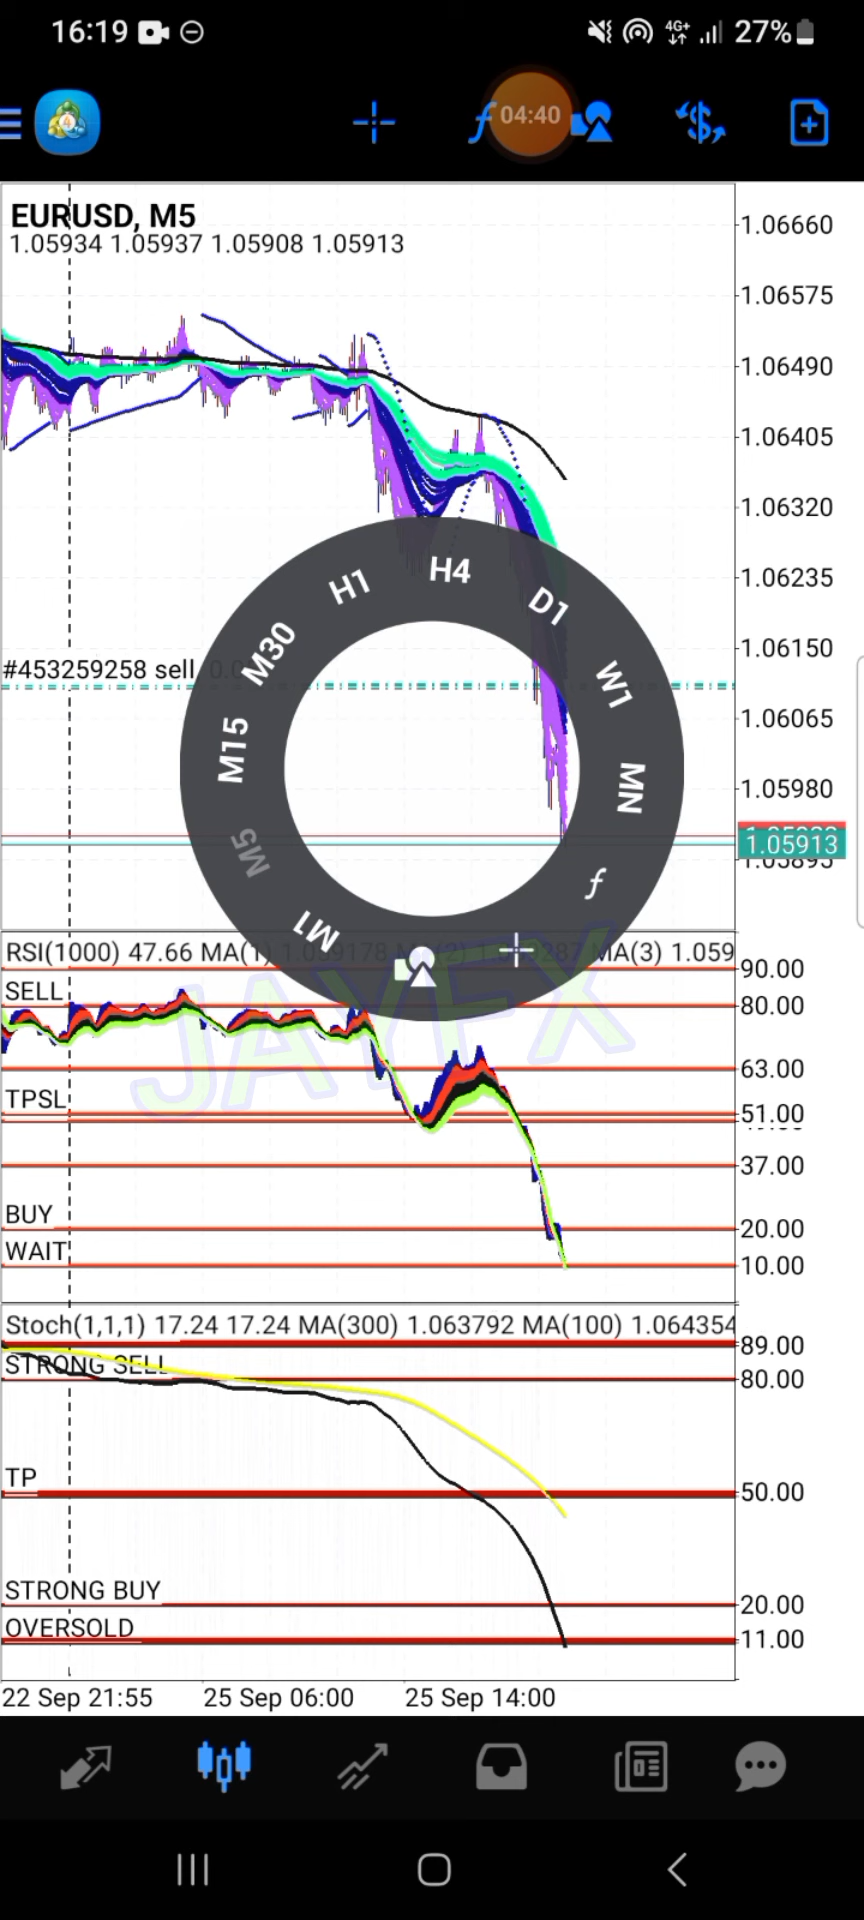 16:19
4G+
27%
4
04:40
EURUSD, M5
1.05934 1.05937 1.05908 1.05913
1.06660
1.06575
1.06490
1.06405
1.06320
1.06235
1.06150
1.06065
1.05980
1.05913
#453259258 sell
H4
H1
D1
M30
W1
M15
MN
M5
f
M1
RSI(1000) 47.66 MA(1) MA(3) 1.059
90.00
SELL
80.00
63.00
TPSL
51.00
37.00
BUY
20.00
WAIT
10.00
JAYFX
Stoch(1,1,1) 17.24 17.24 MA(300) 1.063792 MA(100) 1.064354
89.00
STRONG SELL
80.00
TP
50.00
STRONG BUY
20.00
OVERSOLD
11.00
22 Sep 21:55 25 Sep 06:00 25 Sep 14:00